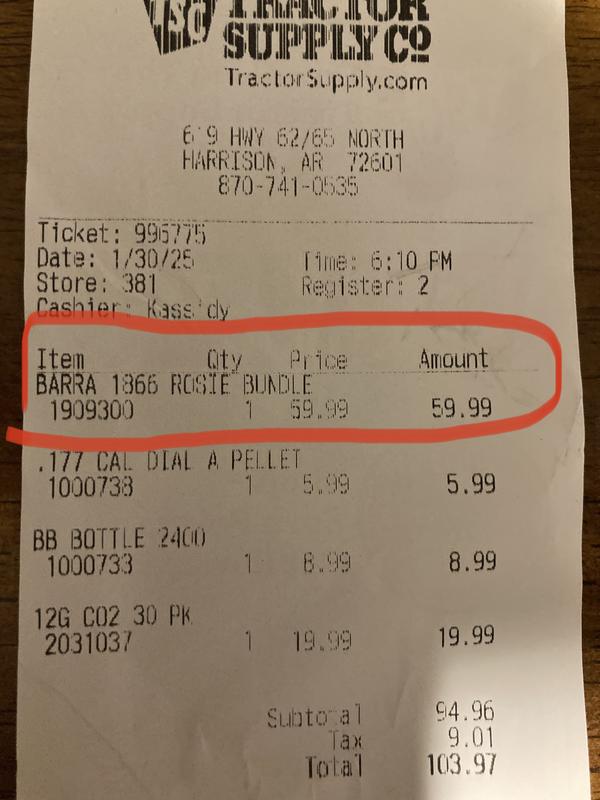 TSC TRACTOR
SUPPLY CO
TractorSupply.com
619 HWY 62/65 NORTH
HARRISON, AR 72601
870-741-0535
Ticket: 996775
Date: 1/30/25 Time: 6:10 PM
Store: 381 Register: 2
Cashier: Kassidy
Item Qty Price Amount
BARRA 1866 ROSIE BUNDLE
1909300 1 59.99 59.99
.177 CAL DIAL A PELLET
1000738 1 5.99 5.99
BB BOTTLE 2400
1000733 1 8.99 8.99
12G CO2 30 PK
2031037 1 19.99 19.99
Subtotal 94.96
Tax 9.01
Total 103.97